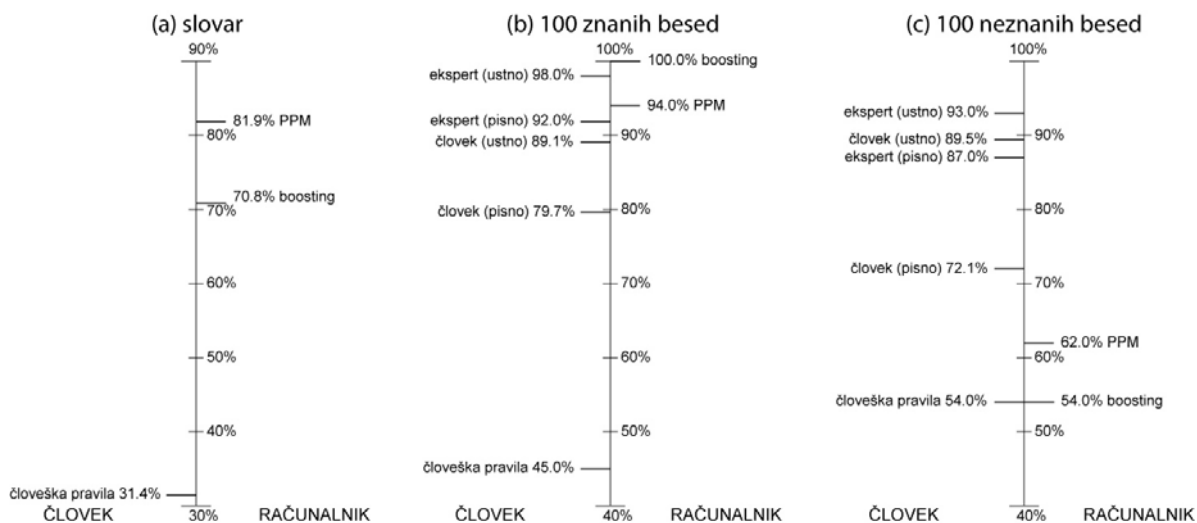 (a) slovar
90%
81.9% PPM
80%
70.8% boosting
70%
60%
50%
40%
človeška pravila 31.4%
30%
ČLOVEK
RAČUNALNIK
(b) 100 znanih besed
100%
100.0% boosting
ekspert (ustno) 98.0%
94.0% PPM
ekspert (pisno) 92.0%
90%
človek (ustno) 89.1%
80%
človek (pisno) 79.7%
70%
60%
50%
človeška pravila 45.0%
40%
ČLOVEK
RAČUNALNIK
(c) 100 neznanih besed
100%
ekspert (ustno) 93.0%
90%
človek (ustno) 89.5%
ekspert (pisno) 87.0%
80%
človek (pisno) 72.1%
70%
62.0% PPM
60%
človeška pravila 54.0%
54.0% boosting
50%
40%
ČLOVEK
RAČUNALNIK